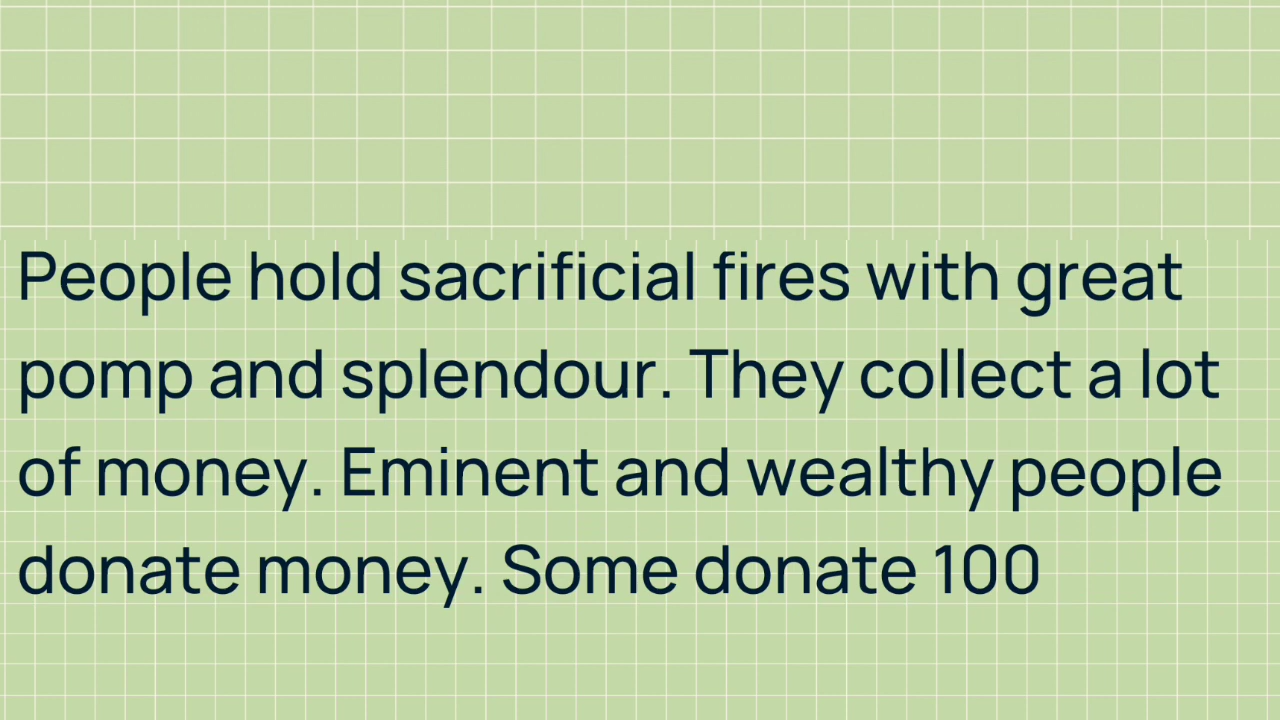 People hold sacrificial fires with great
pomp and splendour. They collect a lot
of money. Eminent and wealthy people
donate money. Some donate 100